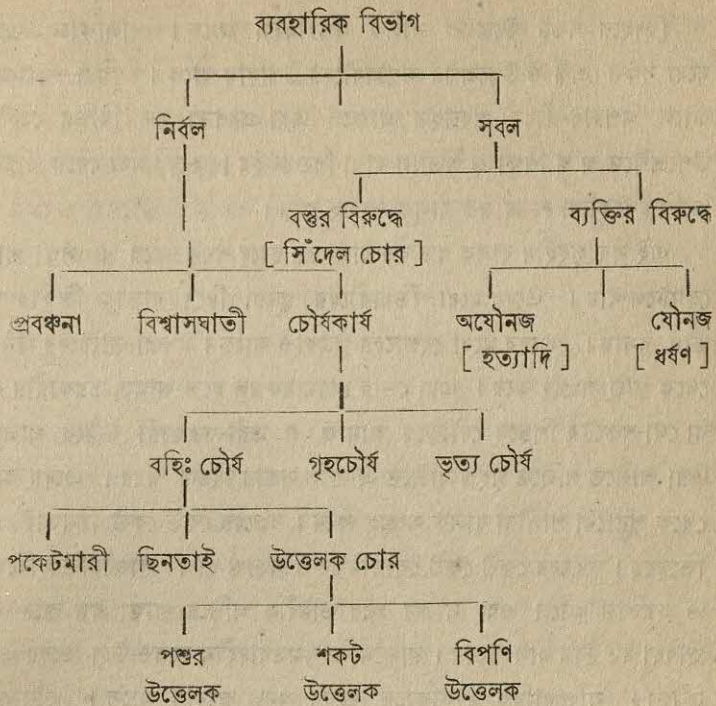 ব্যবহারিক বিভাগ
নির্বল সবল
বস্তুর বিরুদ্ধে ব্যক্তির বিরুদ্ধে
[ সিঁদেল চোর ]
প্রবঞ্চনা বিশ্বাসঘাতী চৌর্যকার্য অযৌনজ যৌনজ
[ হত্যাদি ] [ ধর্ষণ ]
বহিঃ চৌর্য গৃহচৌর্য ভৃত্য চৌর্য
পকেটমারী ছিনতাই উত্তেলক চোর
পশুর শকট বিপণি
উত্তেলক উত্তেলক উত্তেলক